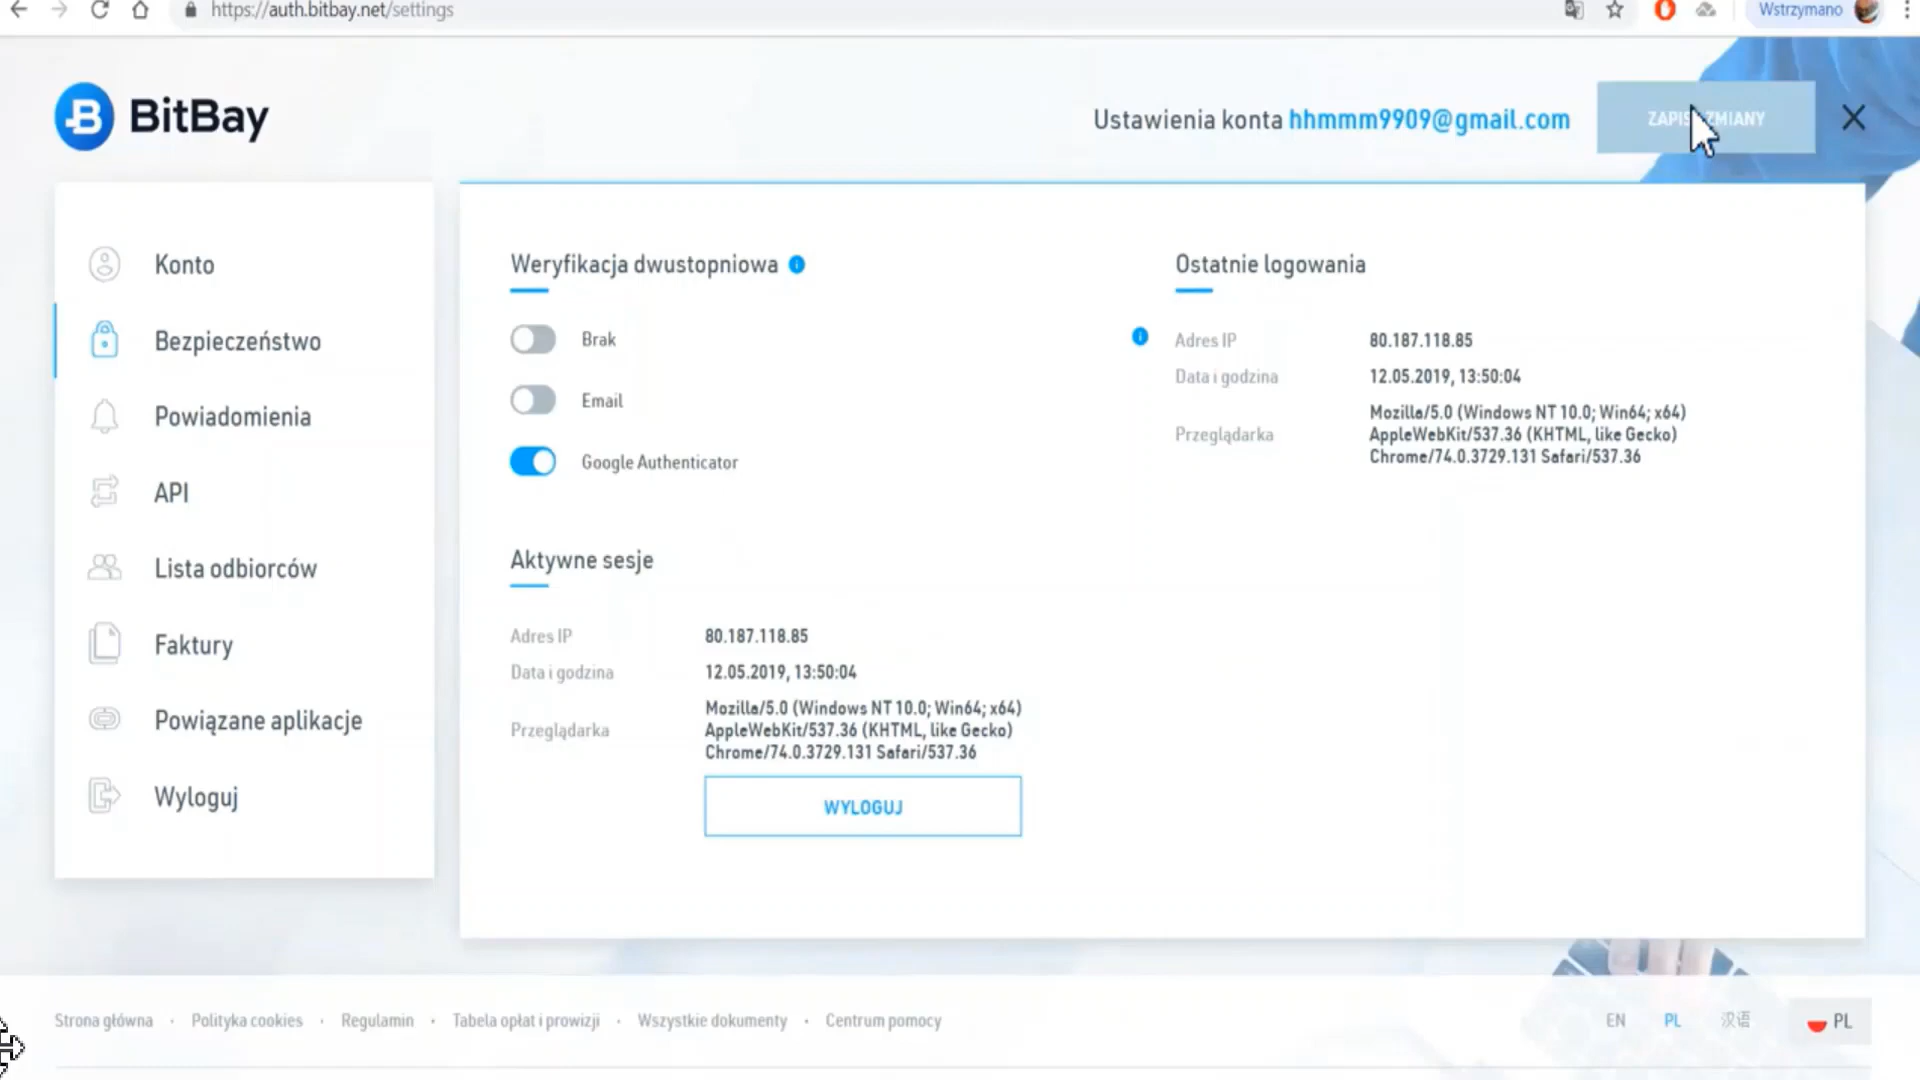 https://auth.bitbay.net/settings
Wstrzymano
BitBay
Ustawienia konta hhmmm9909@gmail.com
ZAPISZ ZMIANY
Konto
Bezpieczeństwo
Powiadomienia
API
Lista odbiorców
Faktury
Powiązane aplikacje
Wyloguj
Weryfikacja dwustopniowa
Brak
Email
Google Authenticator
Ostatnie logowania
Adres IP 80.187.118.85
Data i godzina 12.05.2019, 13:50:04
Przeglądarka Mozilla/5.0 (Windows NT 10.0; Win64; x64)
AppleWebKit/537.36 (KHTML, like Gecko)
Chrome/74.0.3729.131 Safari/537.36
Aktywne sesje
Adres IP 80.187.118.85
Data i godzina 12.05.2019, 13:50:04
Przeglądarka Mozilla/5.0 (Windows NT 10.0; Win64; x64)
AppleWebKit/537.36 (KHTML, like Gecko)
Chrome/74.0.3729.131 Safari/537.36
WYLOGUJ
Strona główna · Polityka cookies · Regulamin · Tabela opłat i prowizji · Wszystkie dokumenty · Centrum pomocy
EN PL 汉语 PL